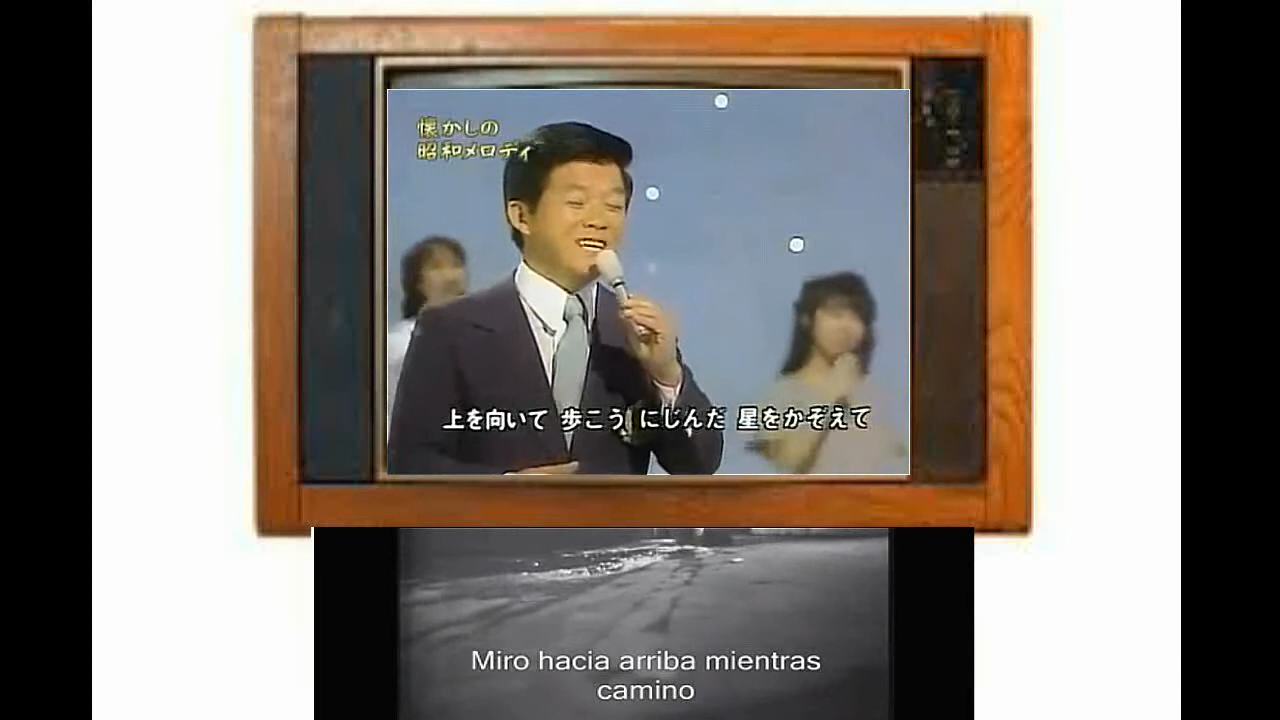 懐かしの
昭和メロディ
上を向いて 歩こう にじんだ 星をかぞえて
Miro hacia arriba mientras
camino